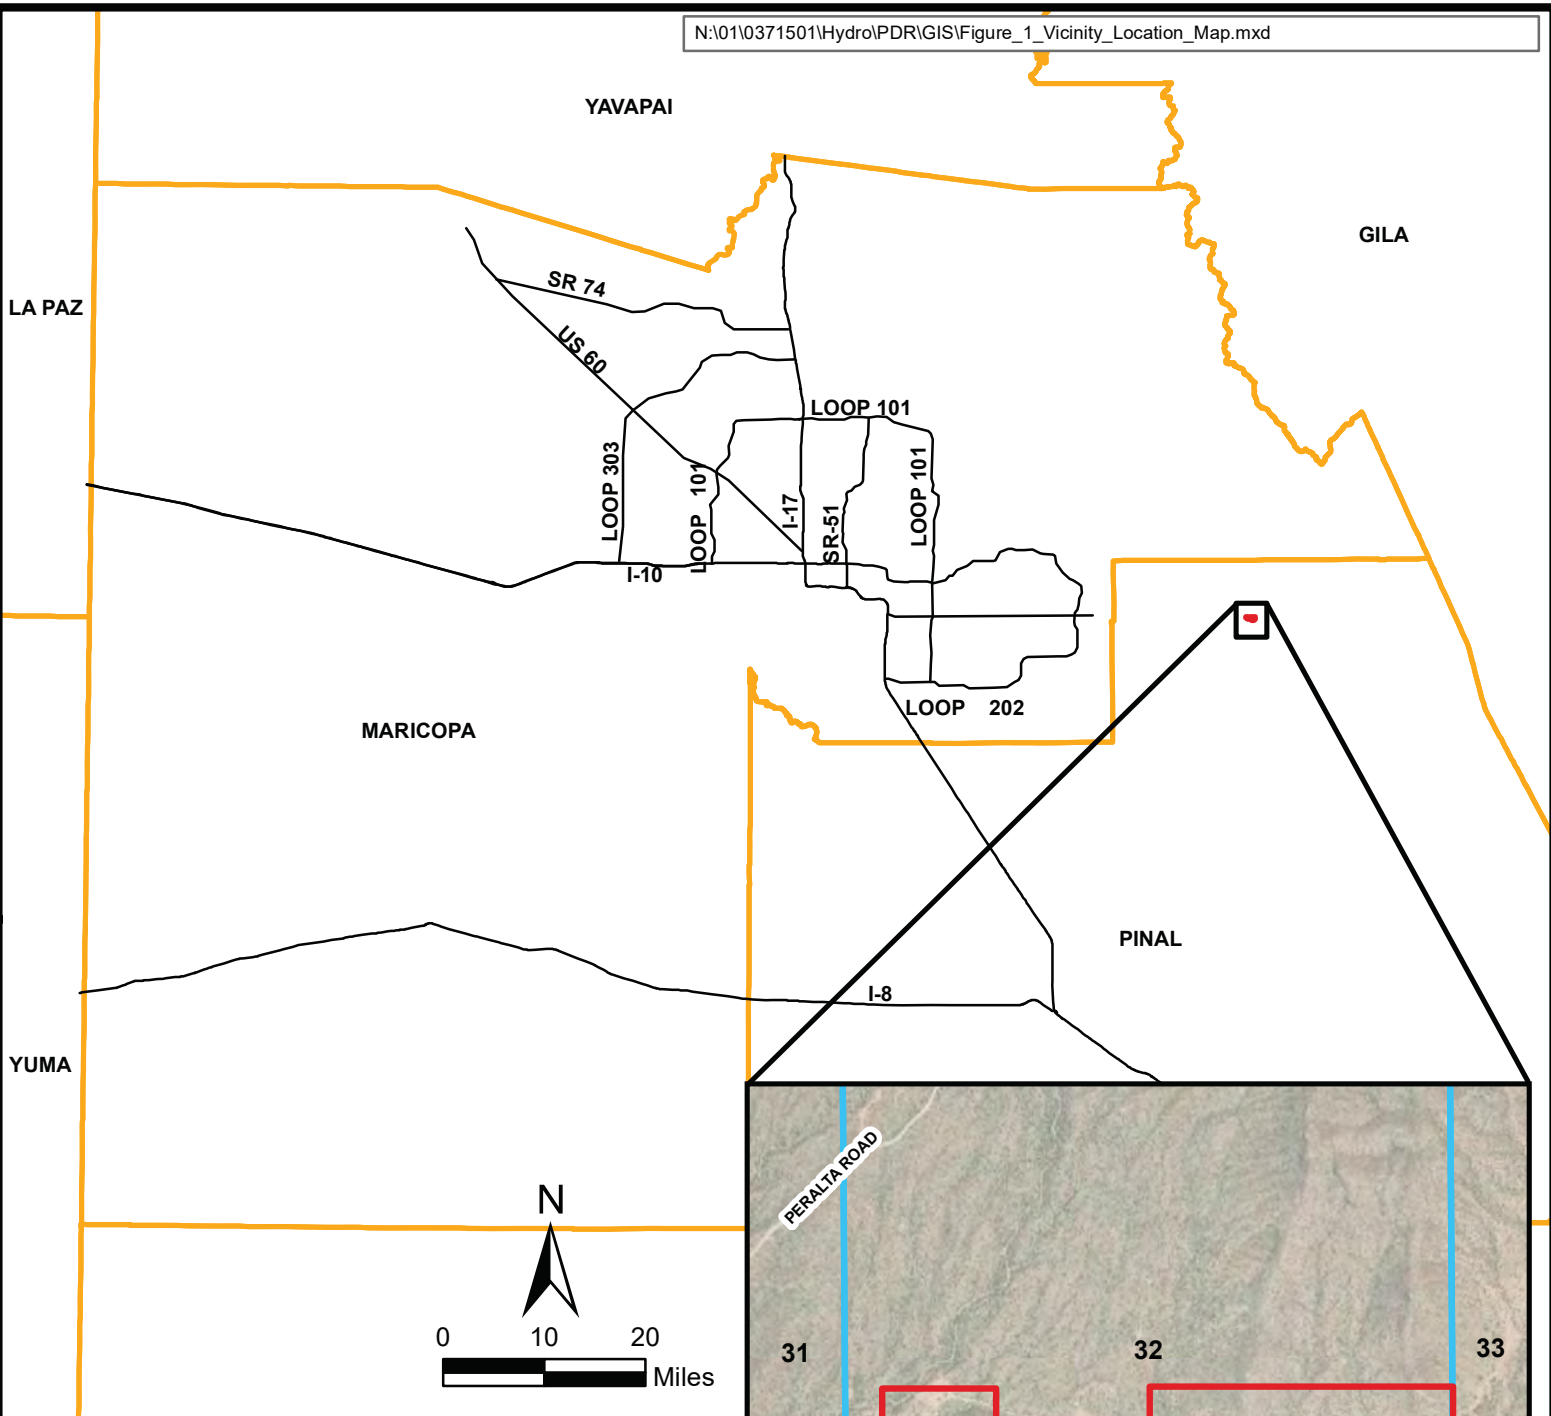 N:\01\0371501\Hydro\PDR\GIS\Figure_1_Vicinity_Location_Map.mxd
YAVAPAI
GILA
LA PAZ
SR 74
US 60
LOOP 101
LOOP 303
LOOP 101
I-17
SR-51
LOOP 101
I-10
LOOP 202
MARICOPA
PINAL
I-8
YUMA
PERALTA ROAD
N
0 10 20
Miles
31
32
33